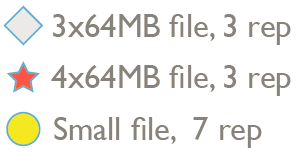 3x64MB file, 3 rep
4x64MB file, 3 rep
Small file, 7 rep